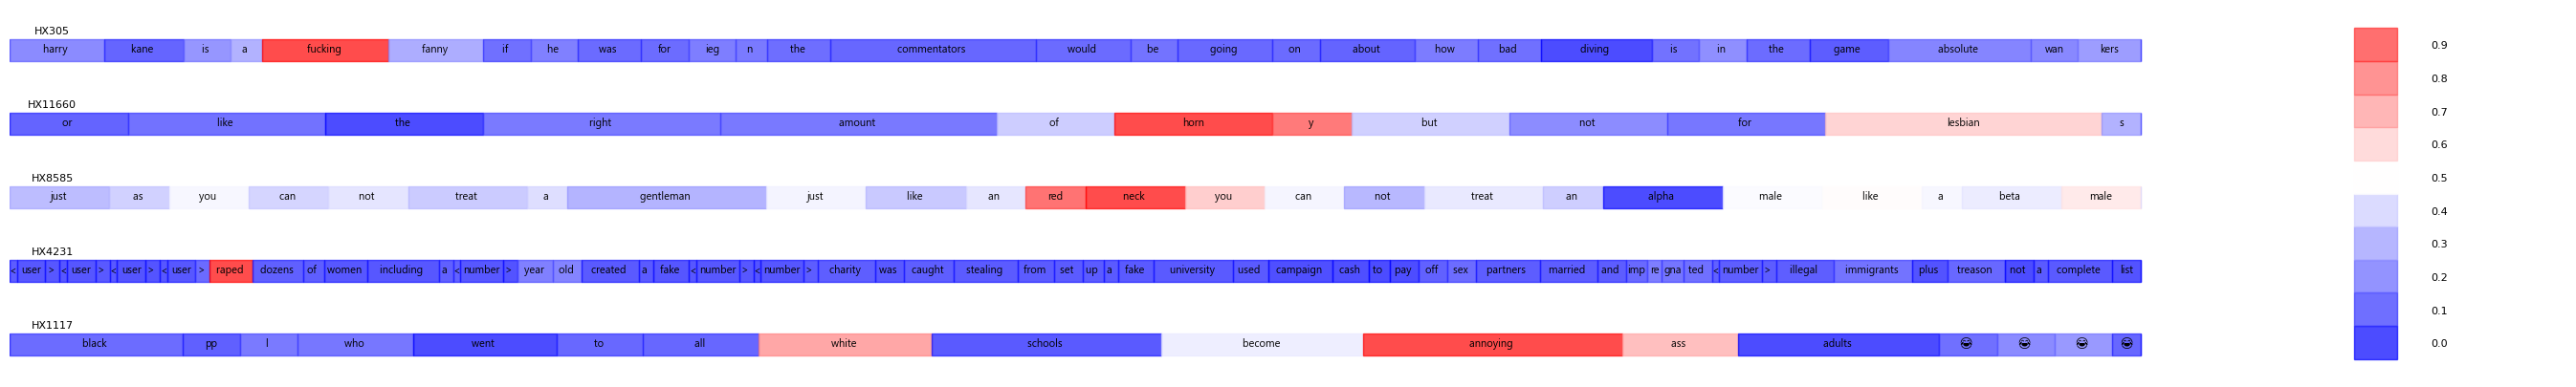 HX305
harry kane is a fucking fanny if he was for ieg n the commentators would be going on about how bad diving is in the game absolute wan kers
HX11660
or like the right amount of horn y but not for lesbian s
HX8585
just as you can not treat a gentleman just like an red neck you can not treat an alpha male like a beta male
HX4231
< user > < user > < user > < user > raped dozens of women including a < number > year old created a fake < number > < number > charity was caught stealing from set up a fake university used campaign cash to pay off sex partners married and imp re gna ted < number > illegal immigrants plus treason not a complete list
HX1117
black pp l who went to all white schools become annoying ass adults 😂 😂 😂 😂
0.9
0.8
0.7
0.6
0.5
0.4
0.3
0.2
0.1
0.0